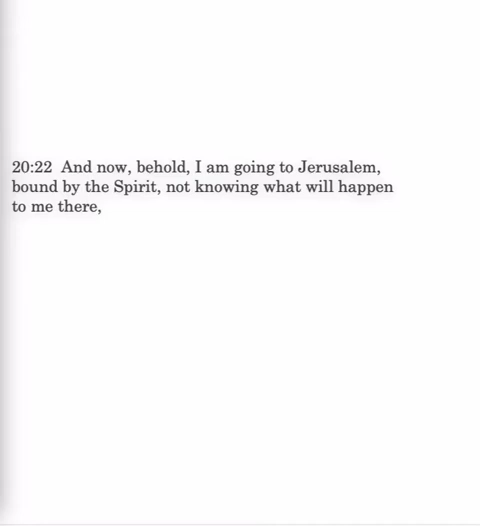 20:22 And now, behold, I am going to Jerusalem,
bound by the Spirit, not knowing what will happen
to me there,